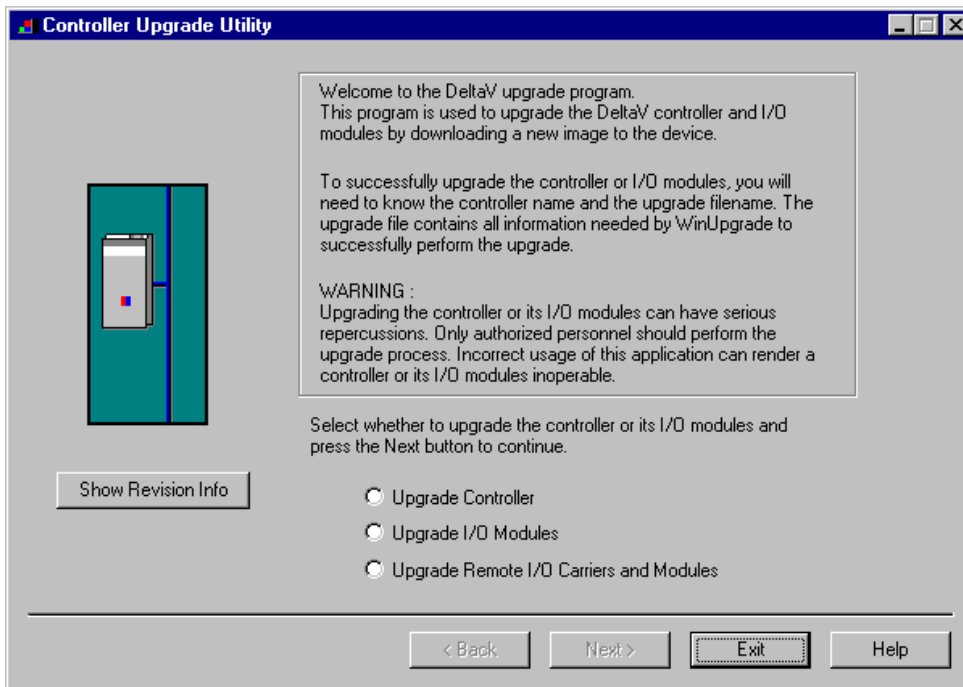 Controller Upgrade Utility
Welcome to the DeltaV upgrade program.
This program is used to upgrade the DeltaV controller and I/O
modules by downloading a new image to the device.
To successfully upgrade the controller or I/O modules, you will
need to know the controller name and the upgrade filename. The
upgrade file contains all information needed by WinUpgrade to
successfully perform the upgrade.
WARNING :
Upgrading the controller or its I/O modules can have serious
repercussions. Only authorized personnel should perform the
upgrade process. Incorrect usage of this application can render a
controller or its I/O modules inoperable.
Select whether to upgrade the controller or its I/O modules and
press the Next button to continue.
Show Revision Info
Upgrade Controller
Upgrade I/O Modules
Upgrade Remote I/O Carriers and Modules
< Back
Next >
Exit
Help